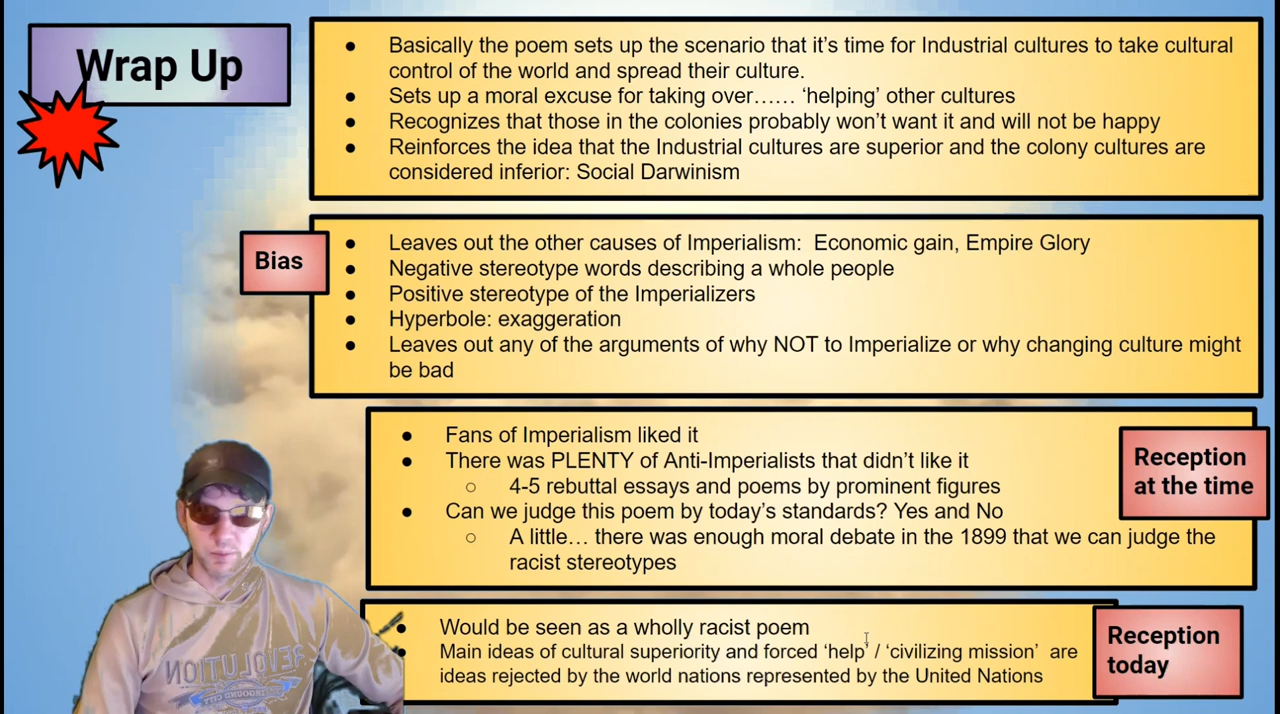 Wrap Up
● Basically the poem sets up the scenario that it’s time for Industrial cultures to take cultural
control of the world and spread their culture.
● Sets up a moral excuse for taking over…… ‘helping’ other cultures
● Recognizes that those in the colonies probably won’t want it and will not be happy
● Reinforces the idea that the Industrial cultures are superior and the colony cultures are
considered inferior: Social Darwinism
Bias
● Leaves out the other causes of Imperialism:  Economic gain, Empire Glory
● Negative stereotype words describing a whole people
● Positive stereotype of the Imperializers
● Hyperbole: exaggeration
● Leaves out any of the arguments of why NOT to Imperialize or why changing culture might
be bad
● Fans of Imperialism liked it
● There was PLENTY of Anti-Imperialists that didn’t like it
○ 4-5 rebuttal essays and poems by prominent figures
● Can we judge this poem by today’s standards? Yes and No
○ A little… there was enough moral debate in the 1899 that we can judge the
racist stereotypes
Reception
at the time
● Would be seen as a wholly racist poem
● Main ideas of cultural superiority and forced ‘help’ / ‘civilizing mission’  are
ideas rejected by the world nations represented by the United Nations
Reception
today
REVOLUTION